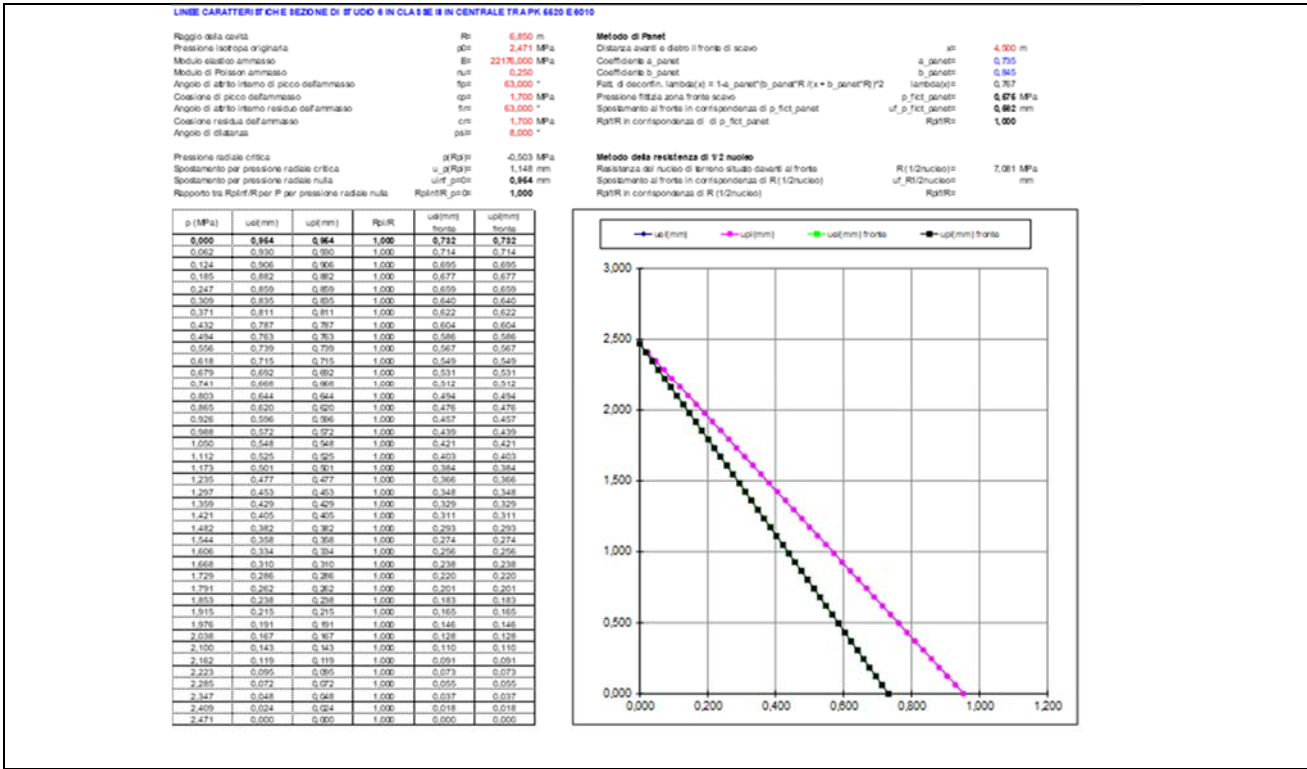 LINEE CARATTERISTICHE SEZIONE DI STUDIO 6 IN CLASSE III IN CENTRALE TRA PK 5520 E 6010
Raggio della cavità R= 6,850 m
Pressione isotropa originaria p0= 2,471 MPa
Modulo elastico ammasso E= 22176,000 MPa
Modulo di Poisson ammasso nu= 0,250
Angolo di attrito interno di picco dell'ammasso fip= 63,000 °
Coesione di picco dell'ammasso cp= 1,700 MPa
Angolo di attrito interno residuo dell'ammasso fir= 63,000 °
Coesione residua dell'ammasso cr= 1,700 MPa
Angolo di dilatanza psi= 8,000 °
Metodo di Panet
Distanza avanti e dietro il fronte di scavo x= 4,500 m
Coefficiente a_panet a_panet= 0,735
Coefficiente b_panet b_panet= 0,845
Fatt. di deconfin. lambda(x) = 1-a_panet*(b_panet*R /(x + b_panet*R))^2 lambda(x)= 0,767
Pressione fittizia zona fronte scavo p_fict_panet= 0,576 MPa
Spostamento al fronte in corrispondenza di p_fict_panet uf_p_fict_panet= 0,562 mm
Rpl/R in corrispondenza di di p_fict_panet Rpl/R= 1,000
Pressione radiale critica p(Rpl)= -0,503 MPa
Spostamento per pressione radiale critica u_p(Rpl)= 1,148 mm
Spostamento per pressione radiale nulla uinf_p=0= 0,954 mm
Rapporto tra Rplinf/R per P per pressione radiale nulla Rplinf/R_p=0= 1,000
Metodo della resistenza di 1/2 nucleo
Resistenza del nucleo di terreno situato davanti al fronte R(1/2nucleo)= 7,081 MPa
Spostamento al fronte in corrispondenza di R(1/2nucleo) uf_R1/2nucleo= mm
Rpl/R in corrispondenza di R (1/2nucleo) Rpl/R=
p (MPa) uel(mm) upl(mm) Rpl/R uel(mm) fronte upl(mm) fronte
0,000 0,954 0,954 1,000 0,732 0,732
0,062 0,930 0,930 1,000 0,714 0,714
0,124 0,906 0,906 1,000 0,695 0,695
0,185 0,882 0,882 1,000 0,677 0,677
0,247 0,859 0,859 1,000 0,659 0,659
0,309 0,835 0,835 1,000 0,640 0,640
0,371 0,811 0,811 1,000 0,622 0,622
0,432 0,787 0,787 1,000 0,604 0,604
0,494 0,763 0,763 1,000 0,586 0,586
0,556 0,739 0,739 1,000 0,567 0,567
0,618 0,715 0,715 1,000 0,549 0,549
0,679 0,692 0,692 1,000 0,531 0,531
0,741 0,668 0,668 1,000 0,512 0,512
0,803 0,644 0,644 1,000 0,494 0,494
0,865 0,620 0,620 1,000 0,476 0,476
0,926 0,596 0,596 1,000 0,457 0,457
0,988 0,572 0,572 1,000 0,439 0,439
1,050 0,548 0,548 1,000 0,421 0,421
1,112 0,525 0,525 1,000 0,403 0,403
1,173 0,501 0,501 1,000 0,384 0,384
1,235 0,477 0,477 1,000 0,366 0,366
1,297 0,453 0,453 1,000 0,348 0,348
1,359 0,429 0,429 1,000 0,329 0,329
1,421 0,405 0,405 1,000 0,311 0,311
1,482 0,382 0,382 1,000 0,293 0,293
1,544 0,358 0,358 1,000 0,274 0,274
1,606 0,334 0,334 1,000 0,256 0,256
1,668 0,310 0,310 1,000 0,238 0,238
1,729 0,286 0,286 1,000 0,220 0,220
1,791 0,262 0,262 1,000 0,201 0,201
1,853 0,238 0,238 1,000 0,183 0,183
1,915 0,215 0,215 1,000 0,165 0,165
1,976 0,191 0,191 1,000 0,146 0,146
2,038 0,167 0,167 1,000 0,128 0,128
2,100 0,143 0,143 1,000 0,110 0,110
2,162 0,119 0,119 1,000 0,091 0,091
2,223 0,095 0,095 1,000 0,073 0,073
2,285 0,072 0,072 1,000 0,055 0,055
2,347 0,048 0,048 1,000 0,037 0,037
2,409 0,024 0,024 1,000 0,018 0,018
2,471 0,000 0,000 1,000 0,000 0,000
uel(mm) upl(mm) uel(mm) fronte upl(mm) fronte
3,000
2,500
2,000
1,500
1,000
0,500
0,000
0,000 0,200 0,400 0,600 0,800 1,000 1,200